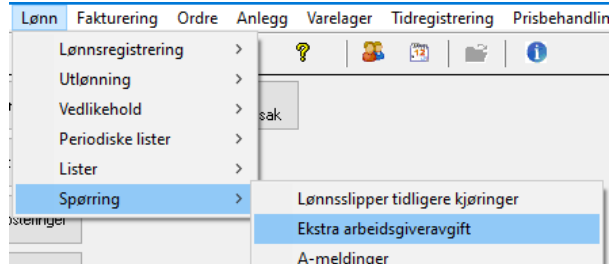 Lønn Fakturering Ordre Anlegg Varelager Tidregistrering
Lønnsregistrering
Utlønning
Vedlikehold
sak
Periodiske lister
Lister
Spørring
Lønnsslipper tidligere kjøringer
Ekstra arbeidsgiveravgift
A-meldinger